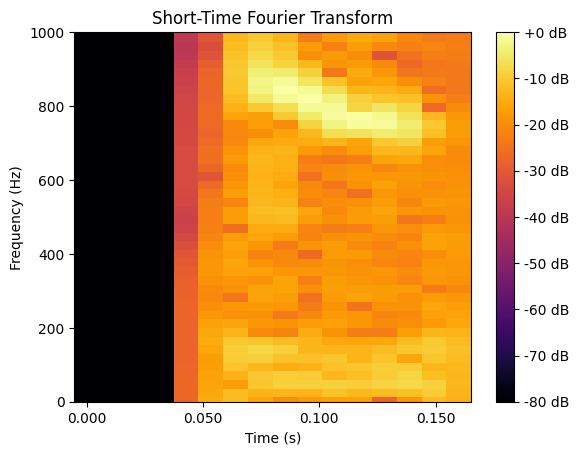 Short-Time Fourier Transform
1000
800
600
400
200
0
Frequency (Hz)
0.000
0.050
0.100
0.150
Time (s)
+0 dB
-10 dB
-20 dB
-30 dB
-40 dB
-50 dB
-60 dB
-70 dB
-80 dB